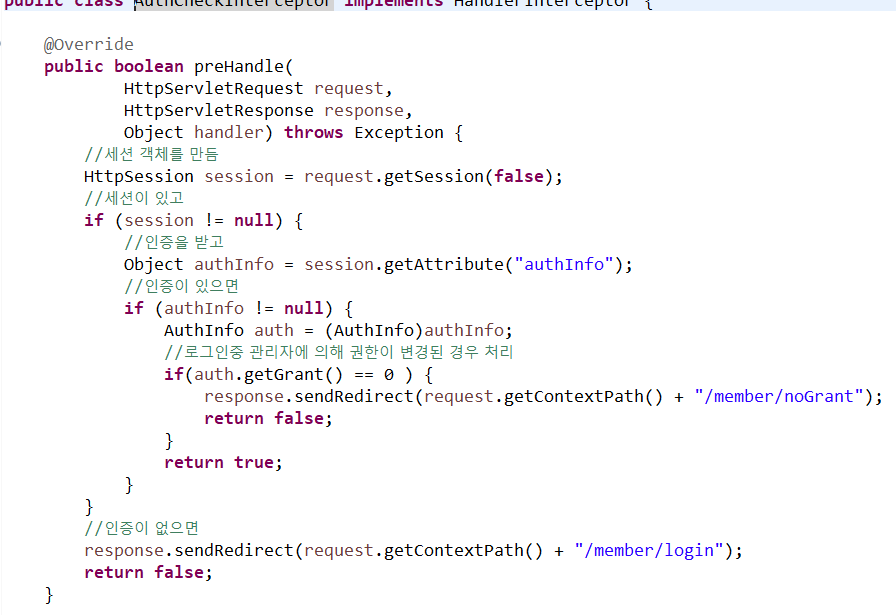 public class AuthCheckInterceptor implements HandlerInterceptor {
@Override
public boolean preHandle(
HttpServletRequest request,
HttpServletResponse response,
Object handler) throws Exception {
//세션 객체를 만듬
HttpSession session = request.getSession(false);
//세션이 있고
if (session != null) {
//인증을 받고
Object authInfo = session.getAttribute("authInfo");
//인증이 있으면
if (authInfo != null) {
AuthInfo auth = (AuthInfo)authInfo;
//로그인중 관리자에 의해 권한이 변경된 경우 처리
if(auth.getGrant() == 0 ) {
response.sendRedirect(request.getContextPath() + "/member/noGrant");
return false;
}
return true;
}
}
//인증이 없으면
response.sendRedirect(request.getContextPath() + "/member/login");
return false;
}